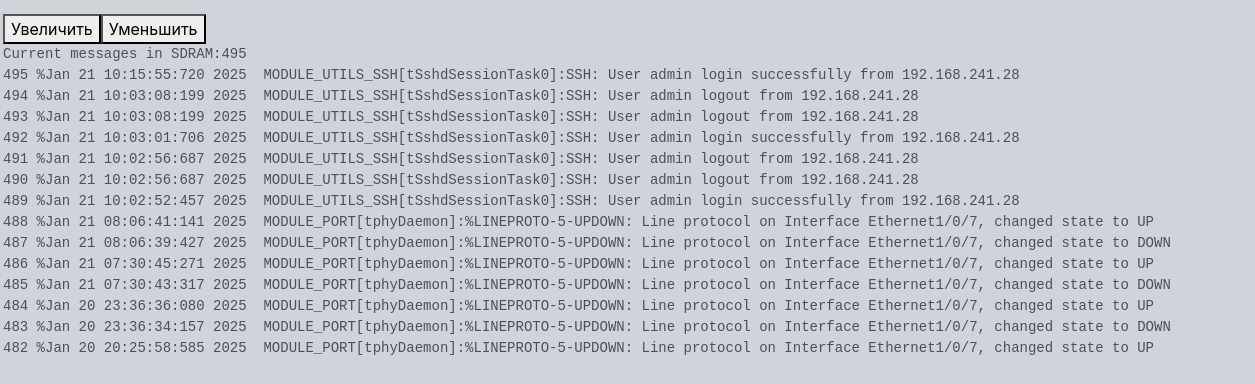 Увеличить Уменьшить
Current messages in SDRAM:495
495 %Jan 21 10:15:55:720 2025  MODULE_UTILS_SSH[tSshdSessionTask0]:SSH: User admin login successfully from 192.168.241.28
494 %Jan 21 10:03:08:199 2025  MODULE_UTILS_SSH[tSshdSessionTask0]:SSH: User admin logout from 192.168.241.28
493 %Jan 21 10:03:08:199 2025  MODULE_UTILS_SSH[tSshdSessionTask0]:SSH: User admin logout from 192.168.241.28
492 %Jan 21 10:03:01:706 2025  MODULE_UTILS_SSH[tSshdSessionTask0]:SSH: User admin login successfully from 192.168.241.28
491 %Jan 21 10:02:56:687 2025  MODULE_UTILS_SSH[tSshdSessionTask0]:SSH: User admin logout from 192.168.241.28
490 %Jan 21 10:02:56:687 2025  MODULE_UTILS_SSH[tSshdSessionTask0]:SSH: User admin logout from 192.168.241.28
489 %Jan 21 10:02:52:457 2025  MODULE_UTILS_SSH[tSshdSessionTask0]:SSH: User admin login successfully from 192.168.241.28
488 %Jan 21 08:06:41:141 2025  MODULE_PORT[tphyDaemon]:%LINEPROTO-5-UPDOWN: Line protocol on Interface Ethernet1/0/7, changed state to UP
487 %Jan 21 08:06:39:427 2025  MODULE_PORT[tphyDaemon]:%LINEPROTO-5-UPDOWN: Line protocol on Interface Ethernet1/0/7, changed state to DOWN
486 %Jan 21 07:30:45:271 2025  MODULE_PORT[tphyDaemon]:%LINEPROTO-5-UPDOWN: Line protocol on Interface Ethernet1/0/7, changed state to UP
485 %Jan 21 07:30:43:317 2025  MODULE_PORT[tphyDaemon]:%LINEPROTO-5-UPDOWN: Line protocol on Interface Ethernet1/0/7, changed state to DOWN
484 %Jan 20 23:36:36:080 2025  MODULE_PORT[tphyDaemon]:%LINEPROTO-5-UPDOWN: Line protocol on Interface Ethernet1/0/7, changed state to UP
483 %Jan 20 23:36:34:157 2025  MODULE_PORT[tphyDaemon]:%LINEPROTO-5-UPDOWN: Line protocol on Interface Ethernet1/0/7, changed state to DOWN
482 %Jan 20 20:25:58:585 2025  MODULE_PORT[tphyDaemon]:%LINEPROTO-5-UPDOWN: Line protocol on Interface Ethernet1/0/7, changed state to UP